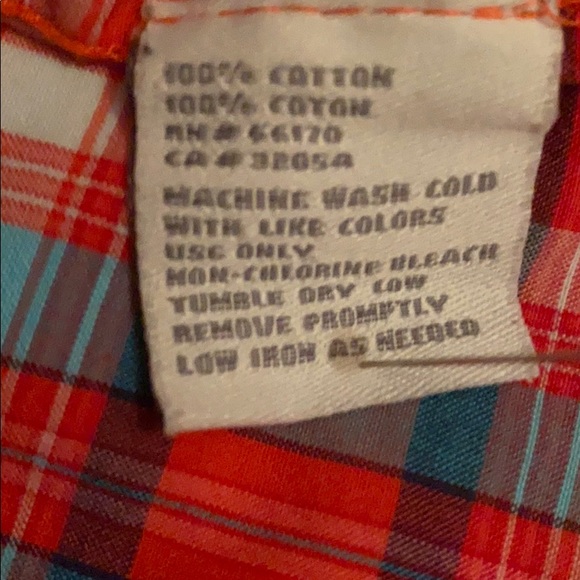 100% COTTON
100% COTON
RN # 66170
CA # 32054
MACHINE WASH COLD
WITH LIKE COLORS
USE ONLY
NON-CHLORINE BLEACH
TUMBLE DRY LOW
REMOVE PROMPTLY
LOW IRON AS NEEDED